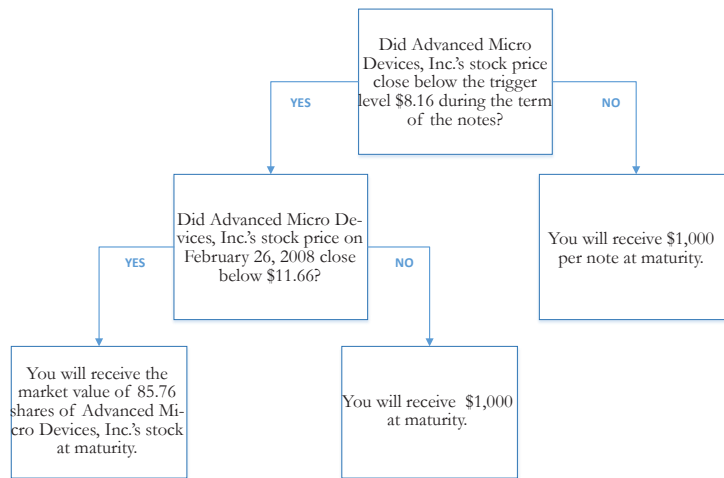 Did Advanced Micro
Devices, Inc.'s stock price
close below the trigger
level $8.16 during the term
of the notes?
YES
NO
Did Advanced Micro De-
vices, Inc.'s stock price on
February 26, 2008 close
below $11.66?
You will receive $1,000
per note at maturity.
YES
NO
You will receive the
market value of 85.76
shares of Advanced Mi-
cro Devices, Inc.'s stock
at maturity.
You will receive $1,000
at maturity.